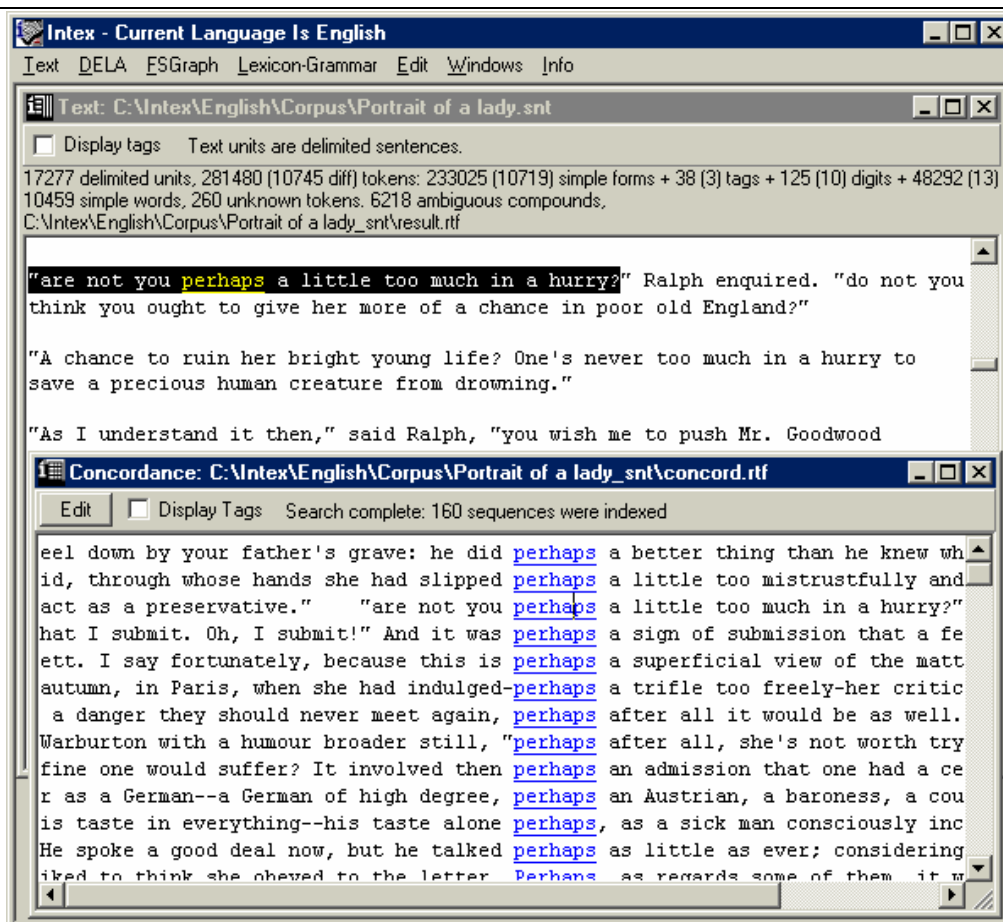 Intex - Current Language Is English
Text DELA FSGraph Lexicon-Grammar Edit Windows Info
Text: C:\Intex\English\Corpus\Portrait of a lady.snt
Display tags Text units are delimited sentences.
17277 delimited units, 281480 (10745 diff) tokens: 233025 (10719) simple forms + 38 (3) tags + 125 (10) digits + 48292 (13)
10459 simple words, 260 unknown tokens. 6218 ambiguous compounds,
C:\Intex\English\Corpus\Portrait of a lady_snt\result.rtf
"are not you perhaps a little too much in a hurry?" Ralph enquired. "do not you
think you ought to give her more of a chance in poor old England?"
"A chance to ruin her bright young life? One's never too much in a hurry to
save a precious human creature from drowning."
"As I understand it then," said Ralph, "you wish me to push Mr. Goodwood
Concordance: C:\Intex\English\Corpus\Portrait of a lady_snt\concord.rtf
Edit Display Tags Search complete: 160 sequences were indexed
eel down by your father's grave: he did perhaps a better thing than he knew wh
id, through whose hands she had slipped perhaps a little too mistrustfully and
act as a preservative." "are not you perhaps a little too much in a hurry?"
hat I submit. Oh, I submit!" And it was perhaps a sign of submission that a fe
ett. I say fortunately, because this is perhaps a superficial view of the matt
autumn, in Paris, when she had indulged-perhaps a trifle too freely-her critic
a danger they should never meet again, perhaps after all it would be as well.
Warburton with a humour broader still, "perhaps after all, she's not worth try
fine one would suffer? It involved then perhaps an admission that one had a ce
r as a German--a German of high degree, perhaps an Austrian, a baroness, a cou
is taste in everything--his taste alone perhaps, as a sick man consciously inc
He spoke a good deal now, but he talked perhaps as little as ever; considering
iked to think she obeyed to the letter. Perhaps, as regards some of them, it w